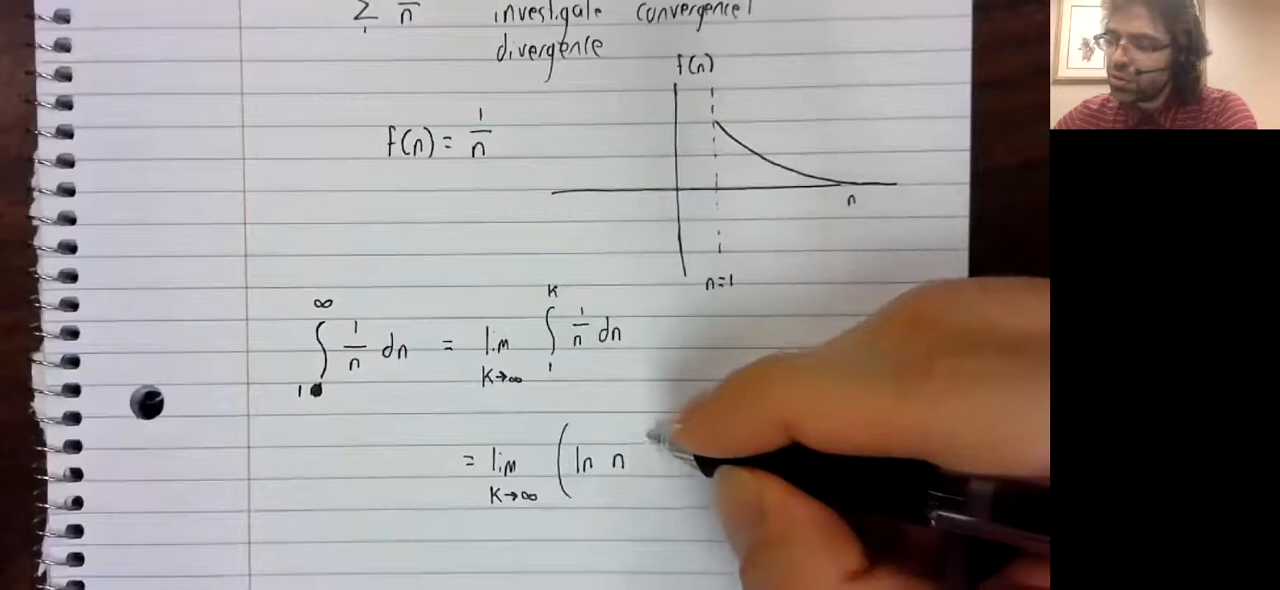 Σ 1/n investigate convergence/
divergence
f(n)
f(n) = 1/n
n
n=1
∫₁^∞ 1/n dn = lim K→∞ ∫₁^K 1/n dn
= lim K→∞ ( ln n